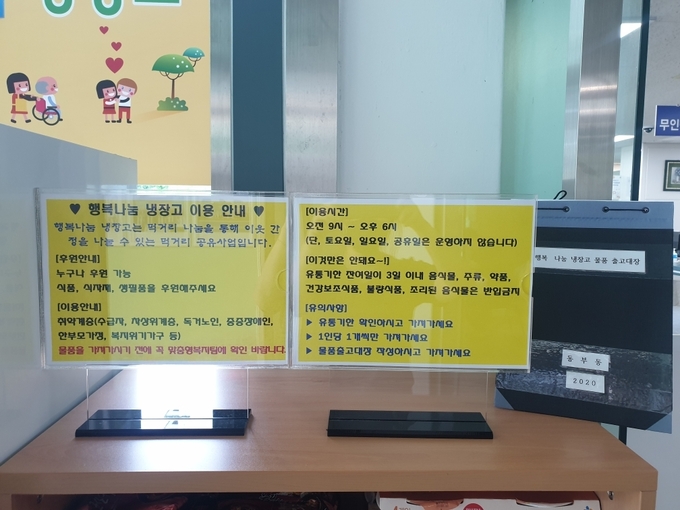 ♥ 행복나눔 냉장고 이용 안내 ♥
행복나눔 냉장고는 먹거리 나눔을 통해 이웃 간
정을 나눌 수 있는 먹거리 공유사업입니다.
[후원안내]
누구나 후원 가능
식품, 식자재, 생필품을 후원해주세요
[이용안내]
취약계층(수급자, 차상위계층, 독거노인, 중증장애인,
한부모가정, 복지위기가구 등)
물품을 가져가시기 전에 꼭 맞춤형복지팀에 확인 바랍니다.
[이용시간]
오전 9시 ~ 오후 6시
(단, 토요일, 일요일, 공유일은 운영하지 않습니다)
[이것만은 안돼요~!]
유통기한 잔여일이 3일 이내 음식물, 주류, 약품,
건강보조식품, 불량식품, 조리된 음식물은 반입금지
[유의사항]
▶ 유통기한 확인하시고 가져가세요
▶ 1인당 1개씩만 가져가세요
▶ 물품출고대장 작성하시고 가져가세요
행복 나눔 냉장고 물품 출고대장
동부동
2020
무인